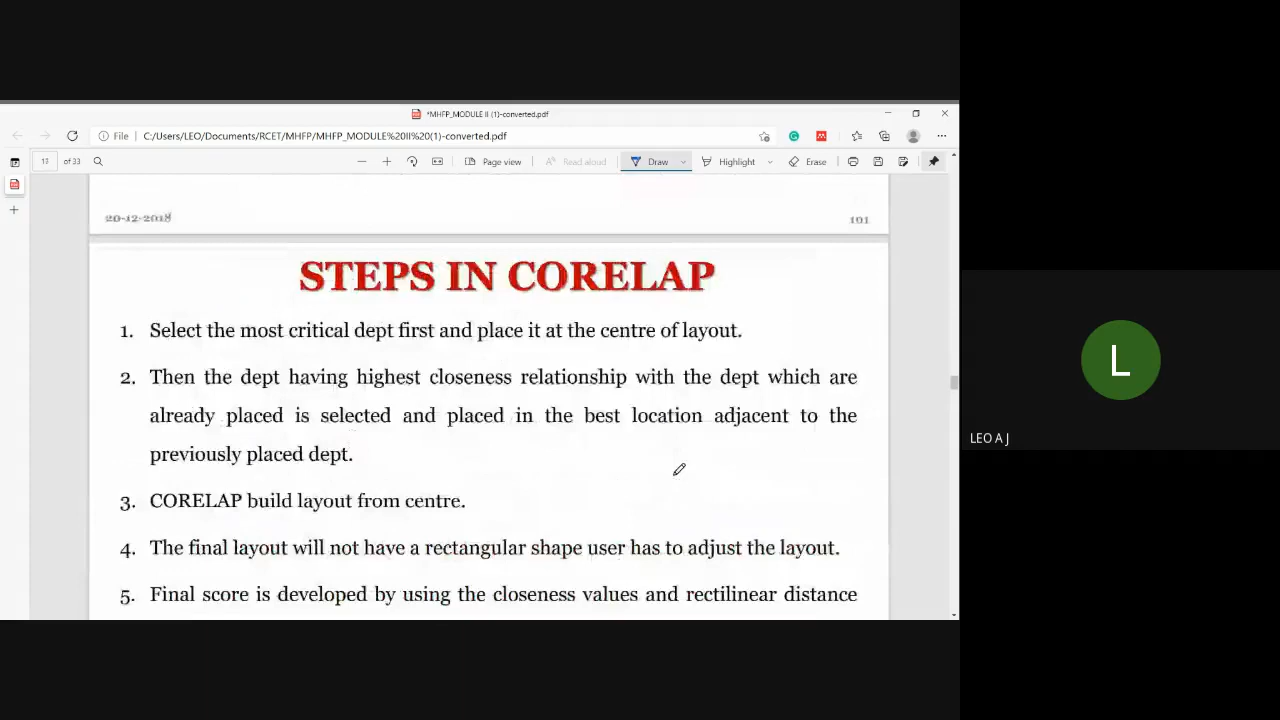 *MHFP_MODULE II (1)-converted.pdf
File | C:/Users/LEO/Documents/RCET/MHFP/MHFP_MODULE%20II%20(1)-converted.pdf
of 33
Page view
Read aloud
Draw
Highlight
Erase
20-12-2018
101
STEPS IN CORELAP
1. Select the most critical dept first and place it at the centre of layout.
2. Then the dept having highest closeness relationship with the dept which are
already placed is selected and placed in the best location adjacent to the
previously placed dept.
3. CORELAP build layout from centre.
4. The final layout will not have a rectangular shape user has to adjust the layout.
5. Final score is developed by using the closeness values and rectilinear distance
L
LEO A J